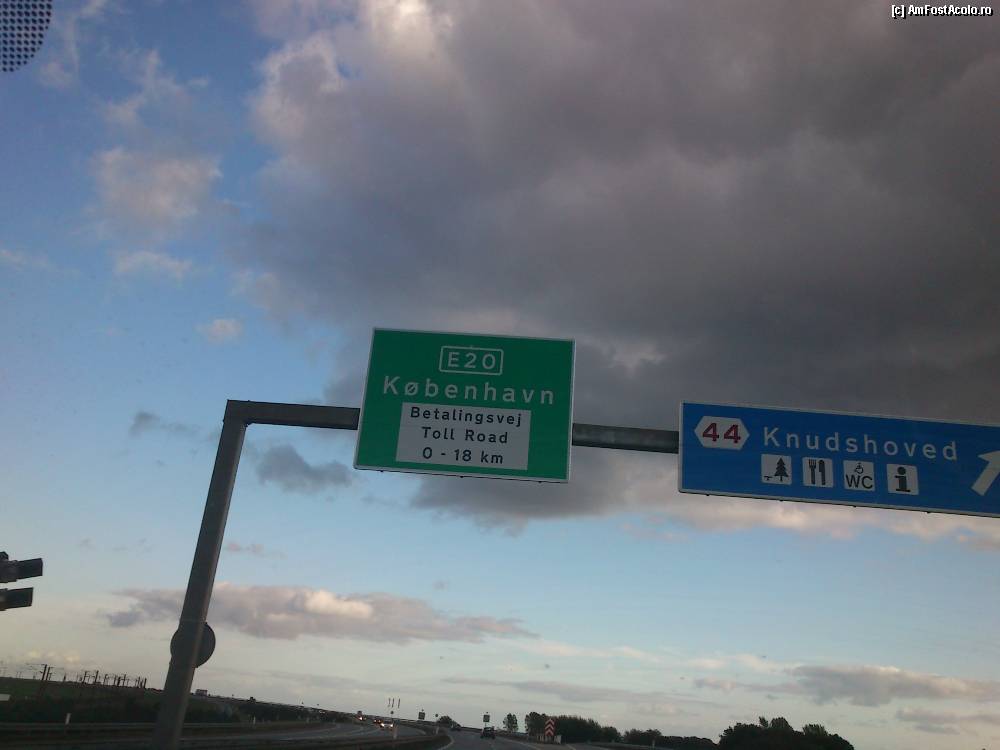 [c] AmFostAcolo.ro
E20
København
Betalingsvej
Toll Road
0 - 18 km
44 Knudshoved
WC i